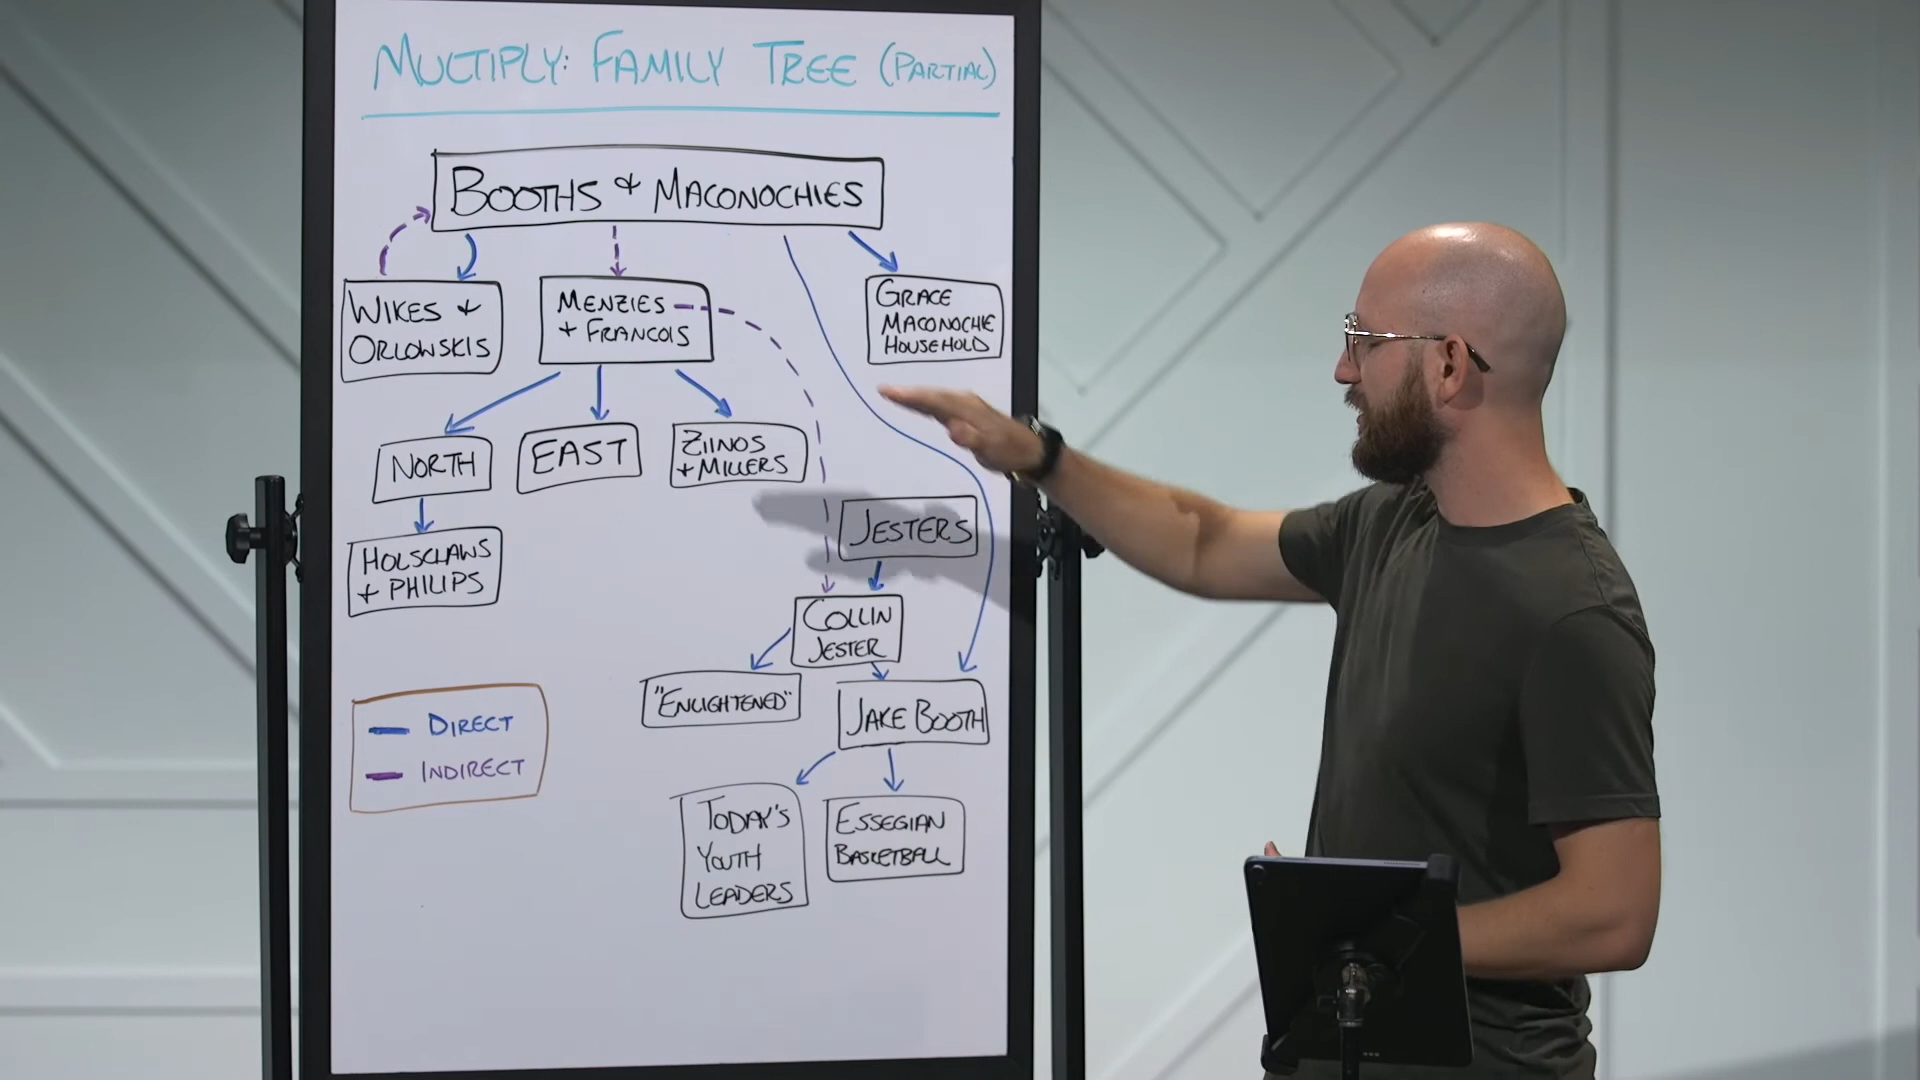 MULTIPLY: FAMILY TREE (PARTIAL)
BOOTHS & MACONOCHIES
WIKES &
ORLOWSKIS
MENZIES
+ FRANCOIS
GRACE
MACONOCHIE
HOUSEHOLD
NORTH
EAST
ZIINOS
+ MILLERS
HOLSCLAWS
+ PHILIPS
JESTERS
COLLIN
JESTER
"ENLIGHTENED"
JAKE BOOTH
TODAY'S
YOUTH
LEADERS
ESSEGIAN
BASKETBALL
DIRECT
INDIRECT